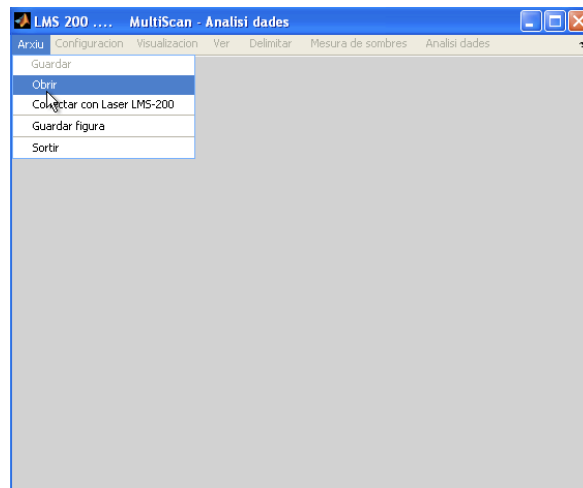 LMS 200 .... MultiScan - Analisi dades
Arxiu Configuracion Visualizacion Ver Delimitar Mesura de sombres Analisi dades
Guardar
Obrir
Conectar con Laser LMS-200
Guardar figura
Sortir